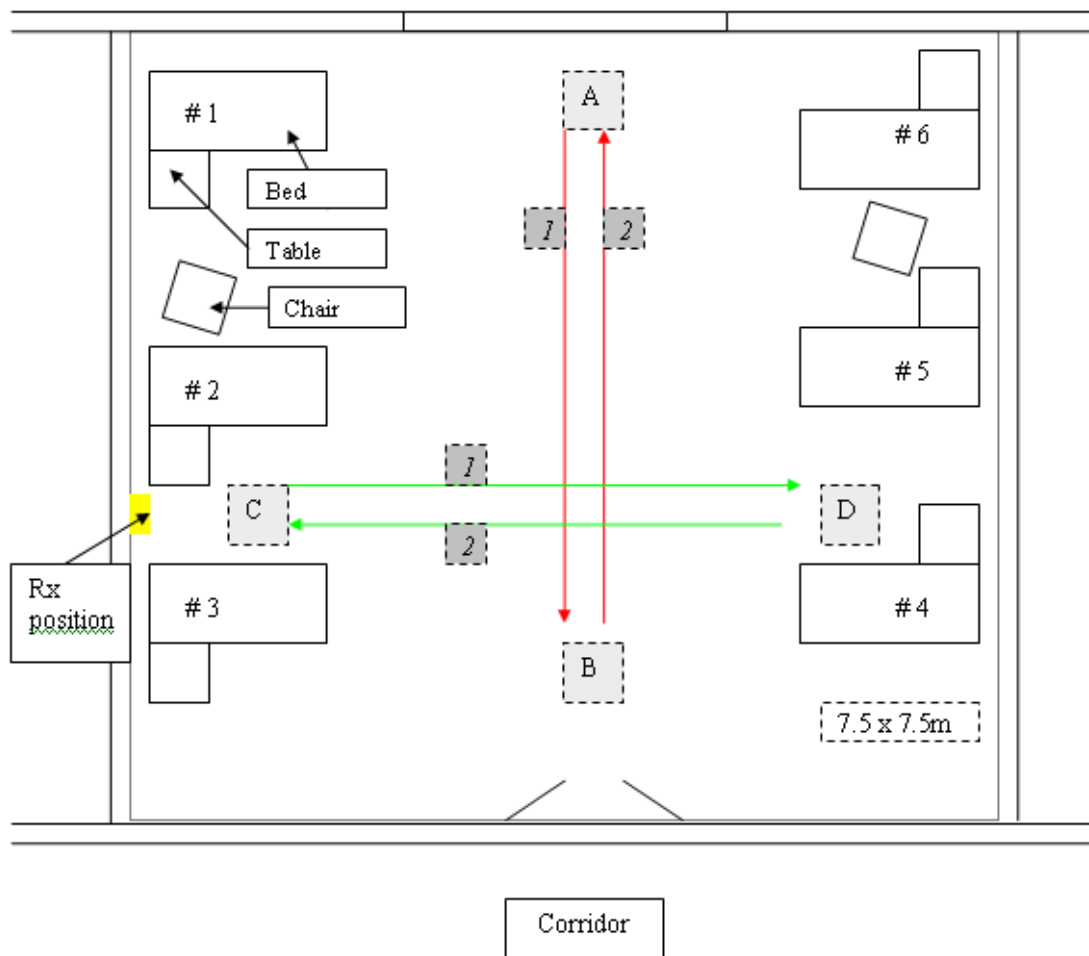 A
# 1
# 6
Bed
1
2
Table
Chair
# 2
# 5
1
C
D
2
Rx
position
# 3
# 4
B
7.5 x 7.5m
Corridor